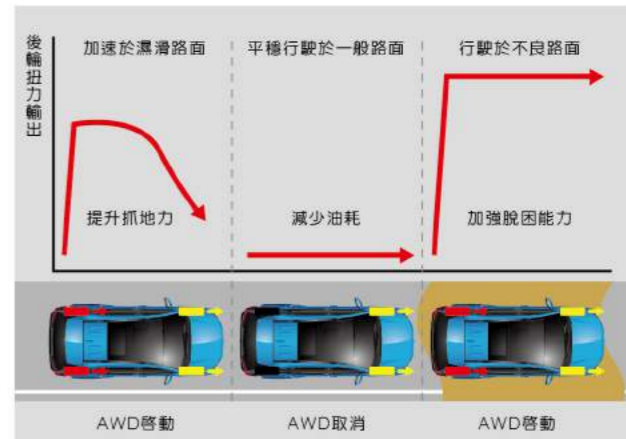 後輪扭力輸出
加速於濕滑路面
平穩行駛於一般路面
行駛於不良路面
提升抓地力
減少油耗
加強脫困能力
AWD啓動
AWD取消
AWD啓動